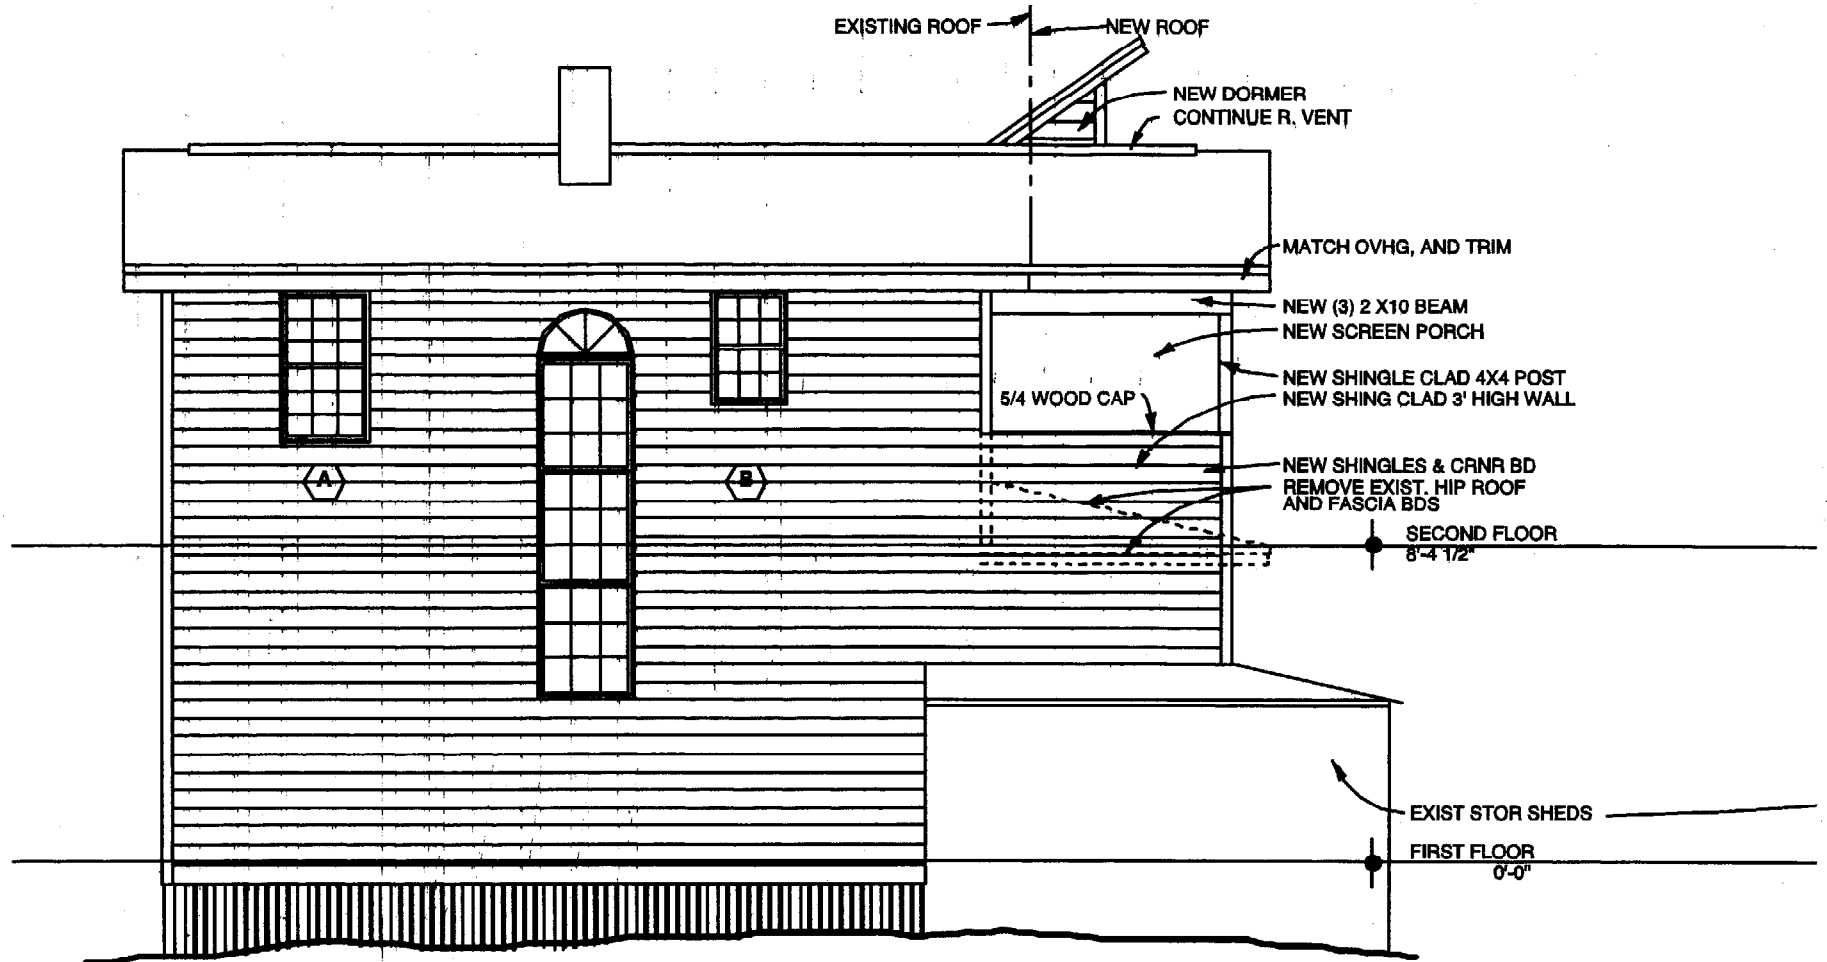 EXISTING ROOF
NEW ROOF
NEW DORMER
CONTINUE R. VENT
MATCH OVHG, AND TRIM
NEW (3) 2 X10 BEAM
NEW SCREEN PORCH
NEW SHINGLE CLAD 4X4 POST
5/4 WOOD CAP
NEW SHING CLAD 3' HIGH WALL
A
B
NEW SHINGLES & CRNR BD
REMOVE EXIST. HIP ROOF
AND FASCIA BDS
SECOND FLOOR
8'-4 1/2"
EXIST STOR SHEDS
FIRST FLOOR
0'-0"